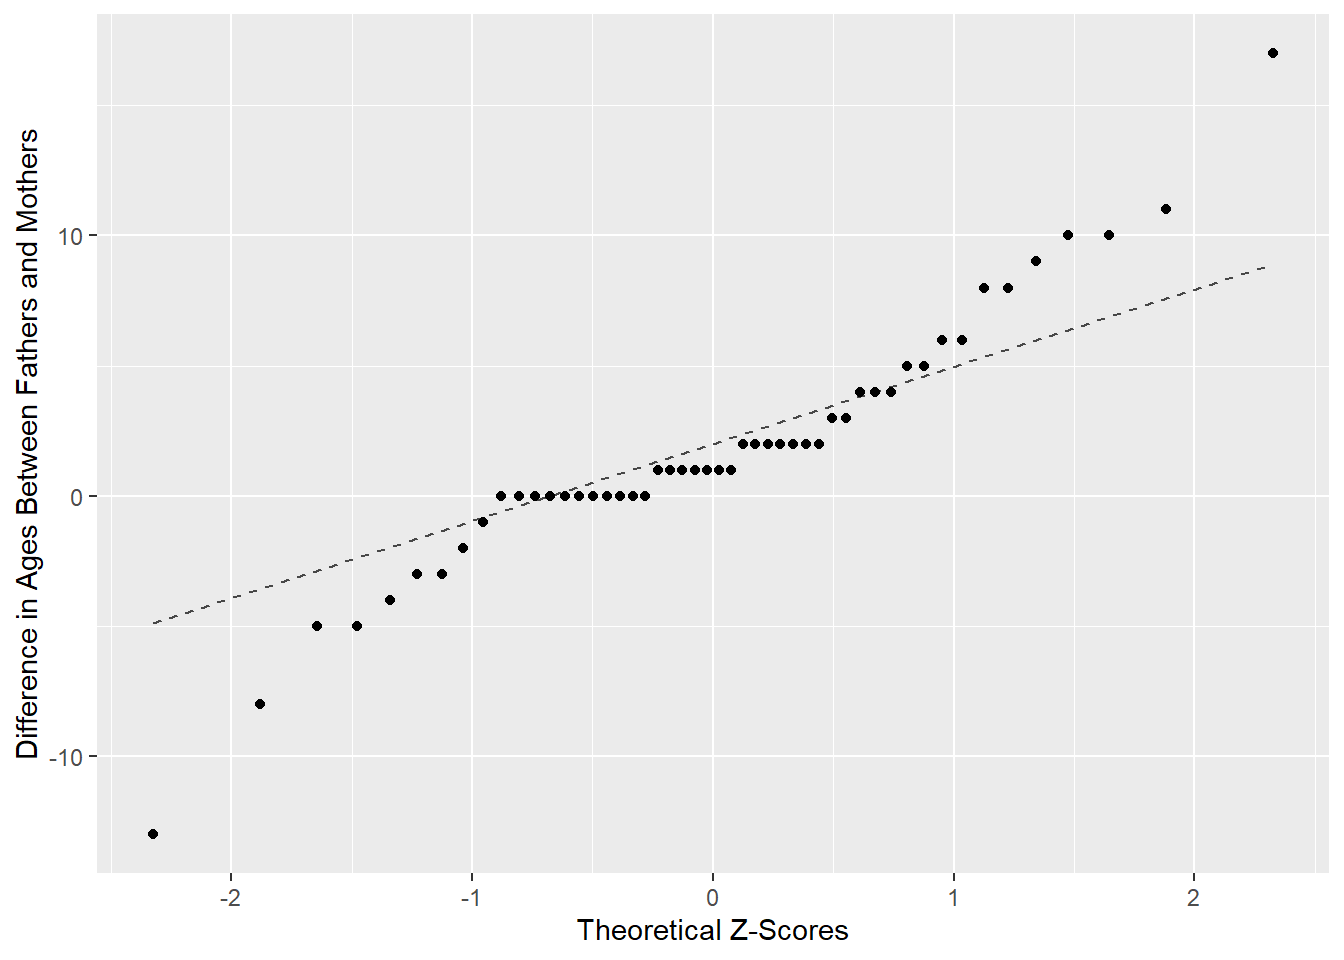 Difference in Ages Between Fathers and Mothers
10
0
-10
-2 -1 0 1 2
Theoretical Z-Scores